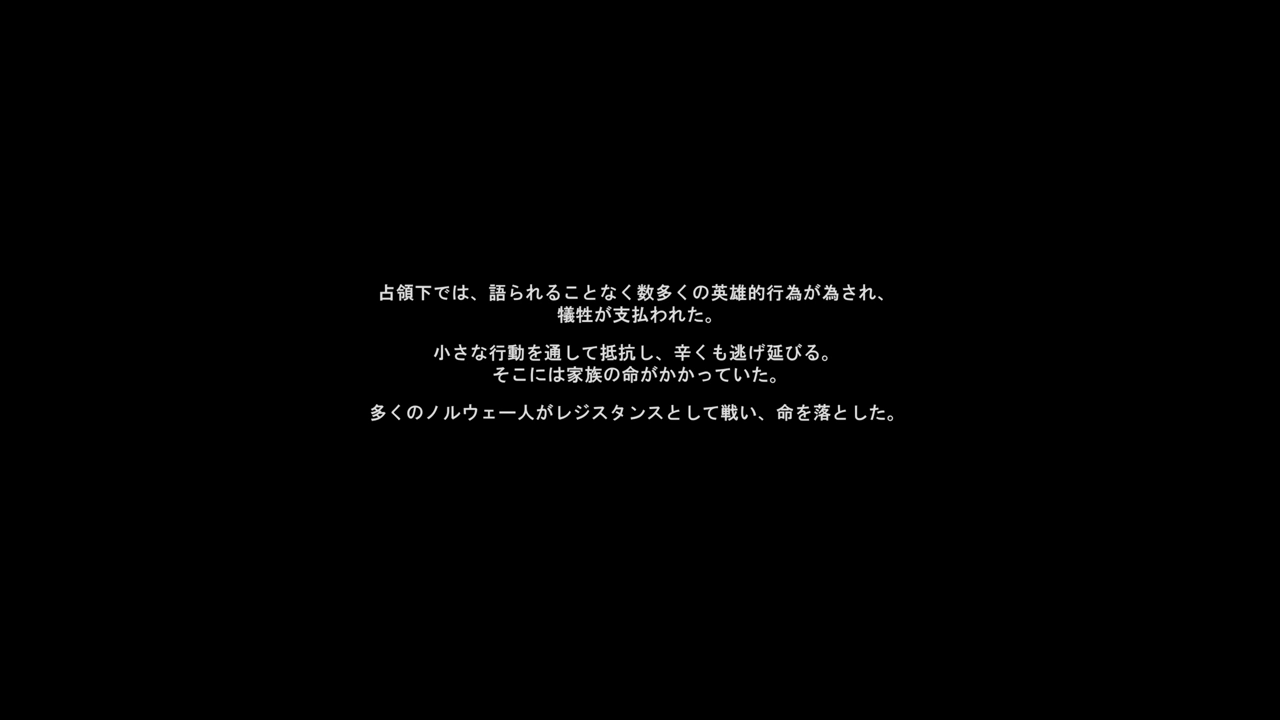 占領下では、語られることなく数多くの英雄的行為が為され、
犠牲が支払われた。
小さな行動を通して抵抗し、辛くも逃げ延びる。
そこには家族の命がかかっていた。
多くのノルウェー人がレジスタンスとして戦い、命を落とした。